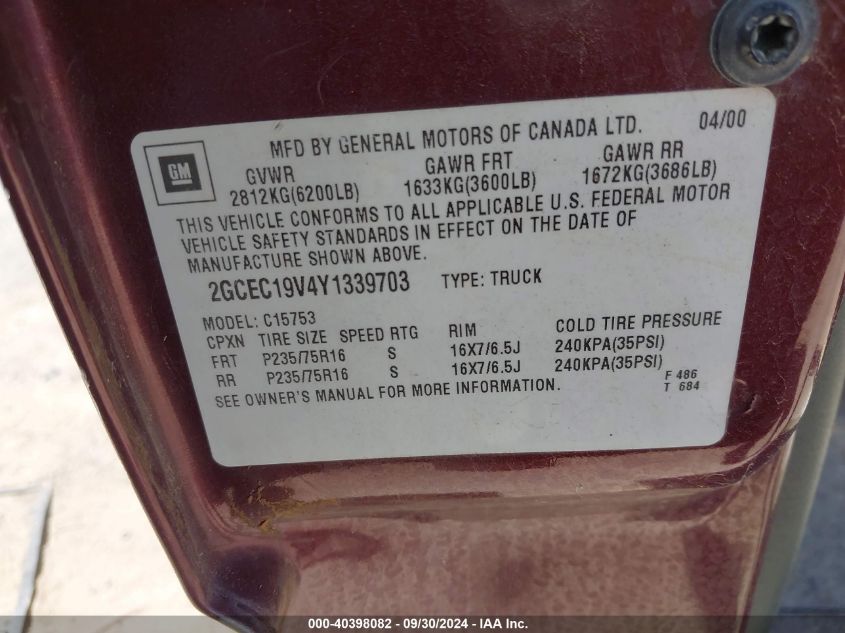 MFD BY GENERAL MOTORS OF CANADA LTD. 04/00
GM
GVWR GAWR FRT GAWR RR
2812KG(6200LB) 1633KG(3600LB) 1672KG(3686LB)
THIS VEHICLE CONFORMS TO ALL APPLICABLE U.S. FEDERAL MOTOR
VEHICLE SAFETY STANDARDS IN EFFECT ON THE DATE OF
MANUFACTURE SHOWN ABOVE.
2GCEC19V4Y1339703 TYPE: TRUCK
MODEL: C15753
CPXN TIRE SIZE SPEED RTG RIM COLD TIRE PRESSURE
FRT P235/75R16 S 16X7/6.5J 240KPA(35PSI)
RR P235/75R16 S 16X7/6.5J 240KPA(35PSI)
SEE OWNER'S MANUAL FOR MORE INFORMATION.
F 486
T 684
000-40398082 - 09/30/2024 - IAA Inc.